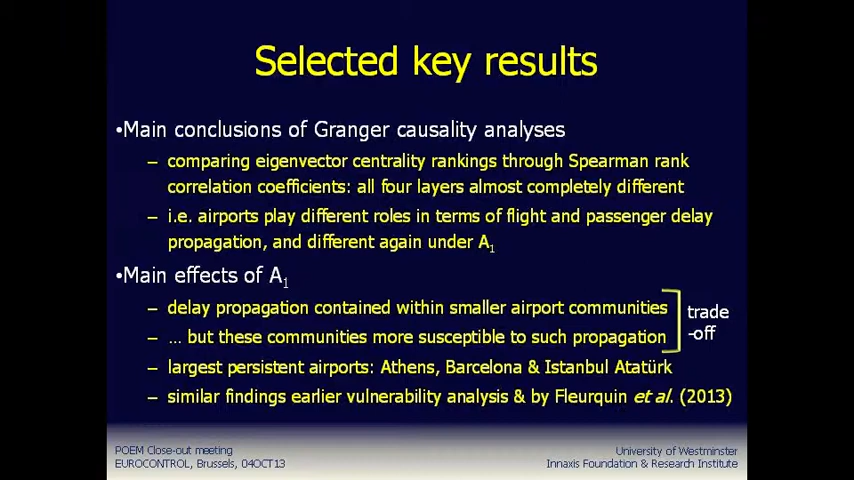 Selected key results
•Main conclusions of Granger causality analyses
– comparing eigenvector centrality rankings through Spearman rank
correlation coefficients: all four layers almost completely different
– i.e. airports play different roles in terms of flight and passenger delay
propagation, and different again under A1
•Main effects of A1
– delay propagation contained within smaller airport communities
– ... but these communities more susceptible to such propagation
trade
-off
– largest persistent airports: Athens, Barcelona & Istanbul Atatürk
– similar findings earlier vulnerability analysis & by Fleurquin et al. (2013)
POEM Close-out meeting
EUROCONTROL, Brussels, 04OCT13
University of Westminster
Innaxis Foundation & Research Institute